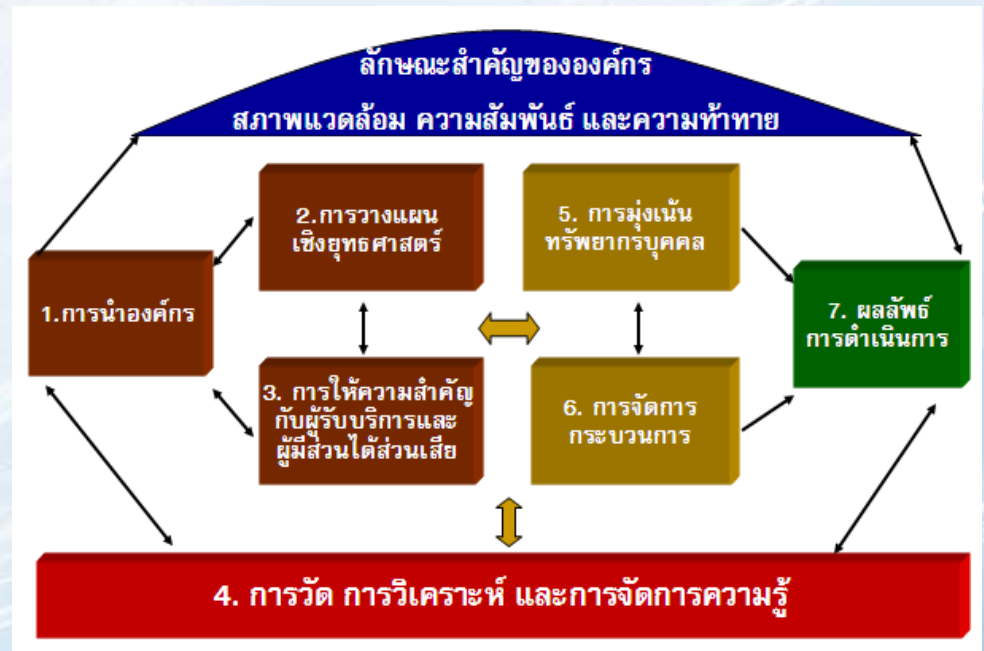 ลักษณะสำคัญขององค์กร
สภาพแวดล้อม ความสัมพันธ์ และความท้าทาย
1.การนำองค์กร
2.การวางแผน
เชิงยุทธศาสตร์
3. การให้ความสำคัญ
กับผู้รับบริการและ
ผู้มีส่วนได้ส่วนเสีย
5. การมุ่งเน้น
ทรัพยากรบุคคล
6. การจัดการ
กระบวนการ
7. ผลลัพธ์
การดำเนินการ
4. การวัด การวิเคราะห์ และการจัดการความรู้